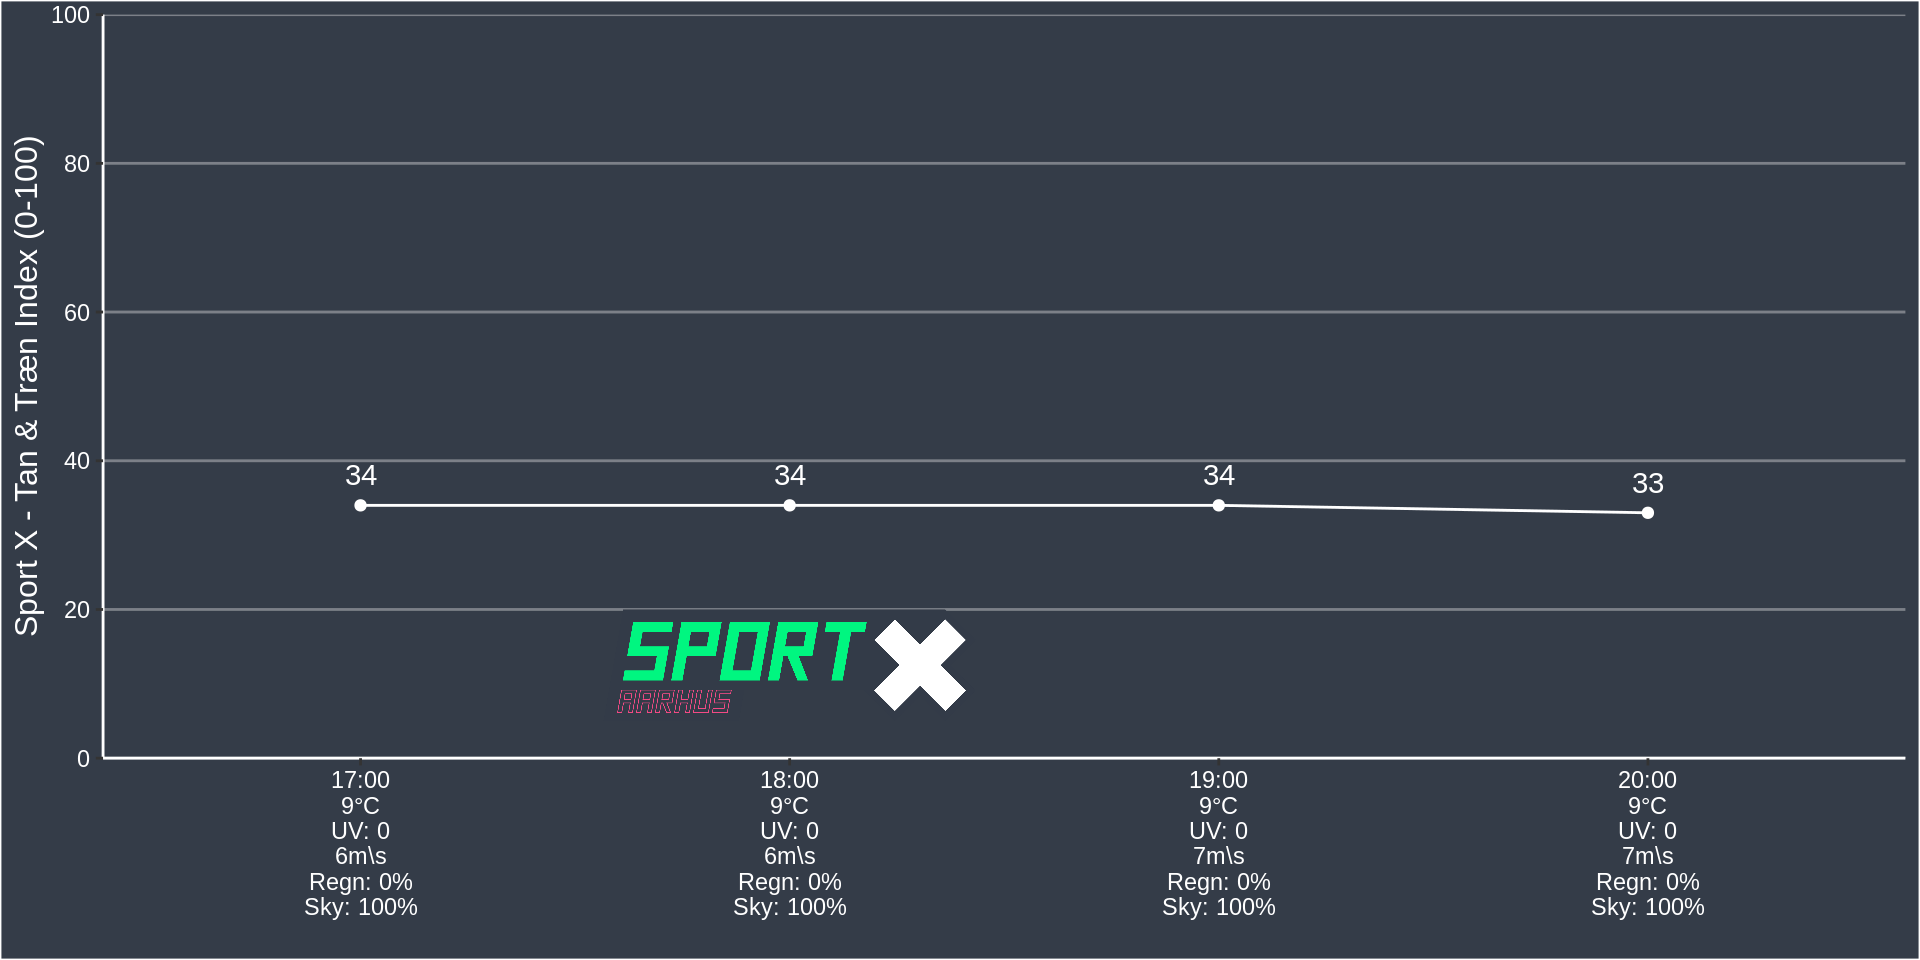 Sport X - Tan & Træn Index (0-100)
100
80
60
40
20
0
34
34
34
33
SPORT X
AARHUS
17:00
9°C
UV: 0
6m\s
Regn: 0%
Sky: 100%
18:00
9°C
UV: 0
6m\s
Regn: 0%
Sky: 100%
19:00
9°C
UV: 0
7m\s
Regn: 0%
Sky: 100%
20:00
9°C
UV: 0
7m\s
Regn: 0%
Sky: 100%